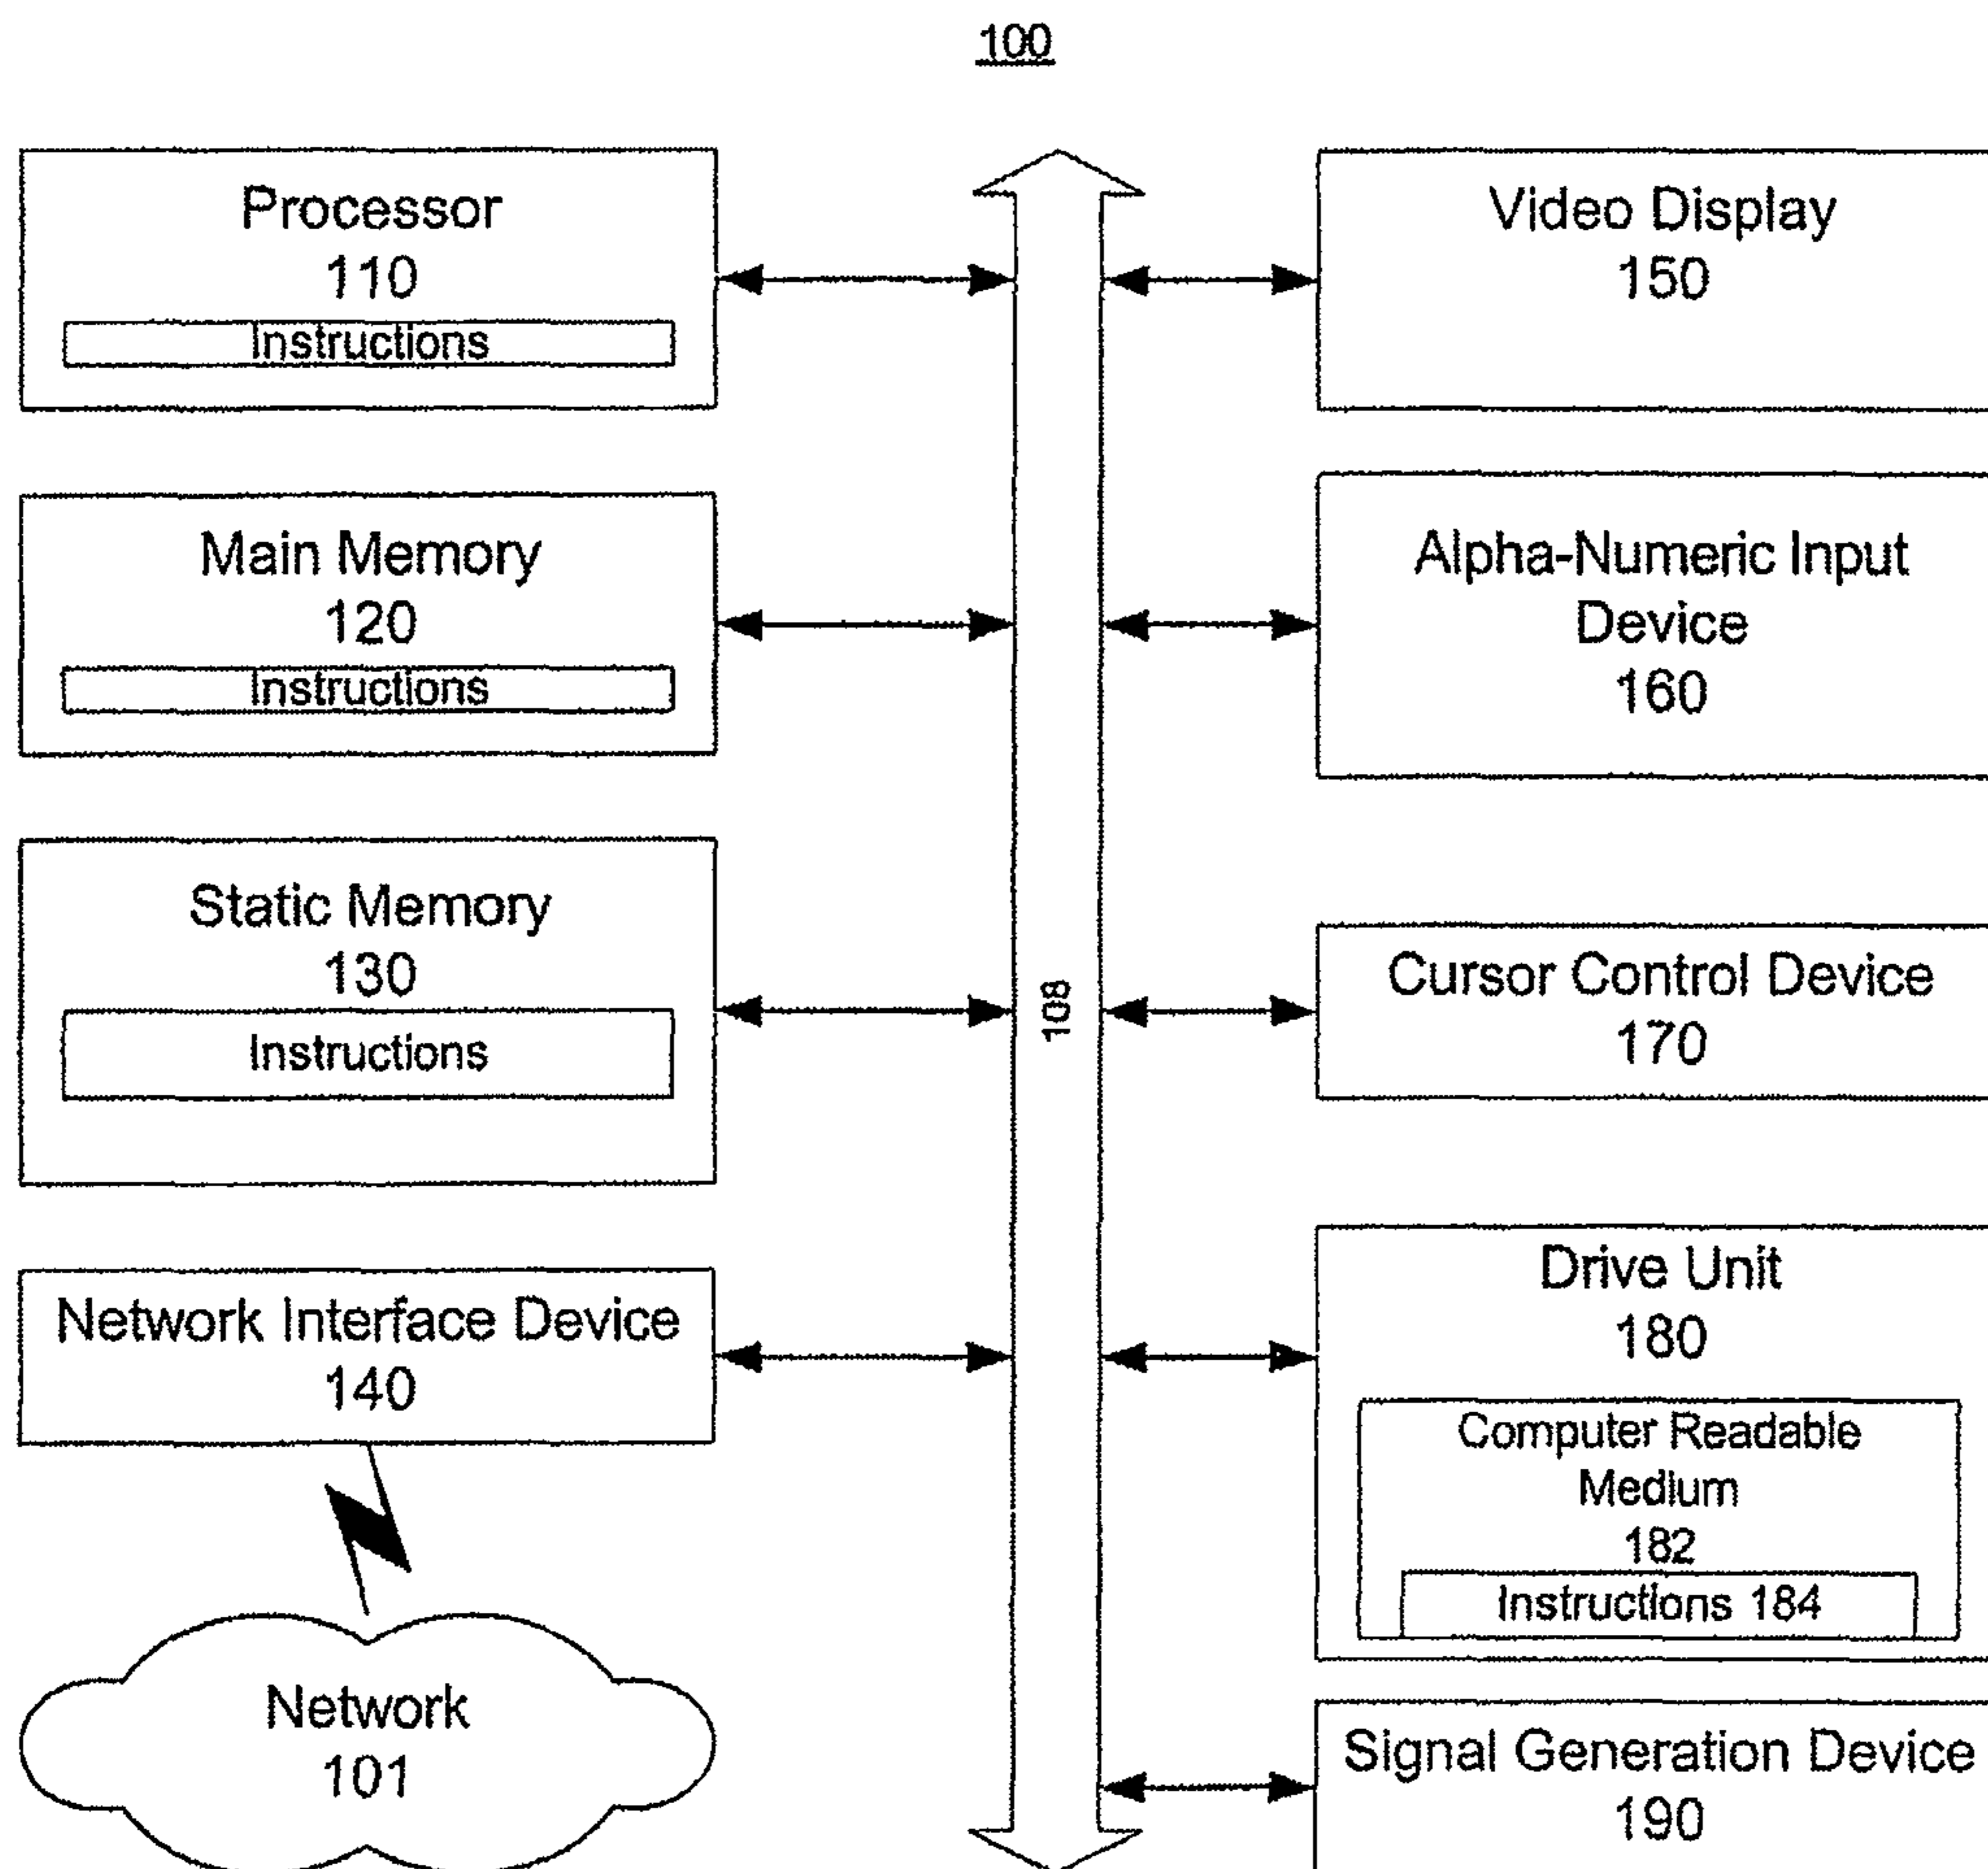 100
Processor
110
Instructions
Main Memory
120
Instructions
Static Memory
130
Instructions
Network Interface Device
140
Network
101
108
Video Display
150
Alpha-Numeric Input
Device
160
Cursor Control Device
170
Drive Unit
180
Computer Readable
Medium
182
Instructions 184
Signal Generation Device
190